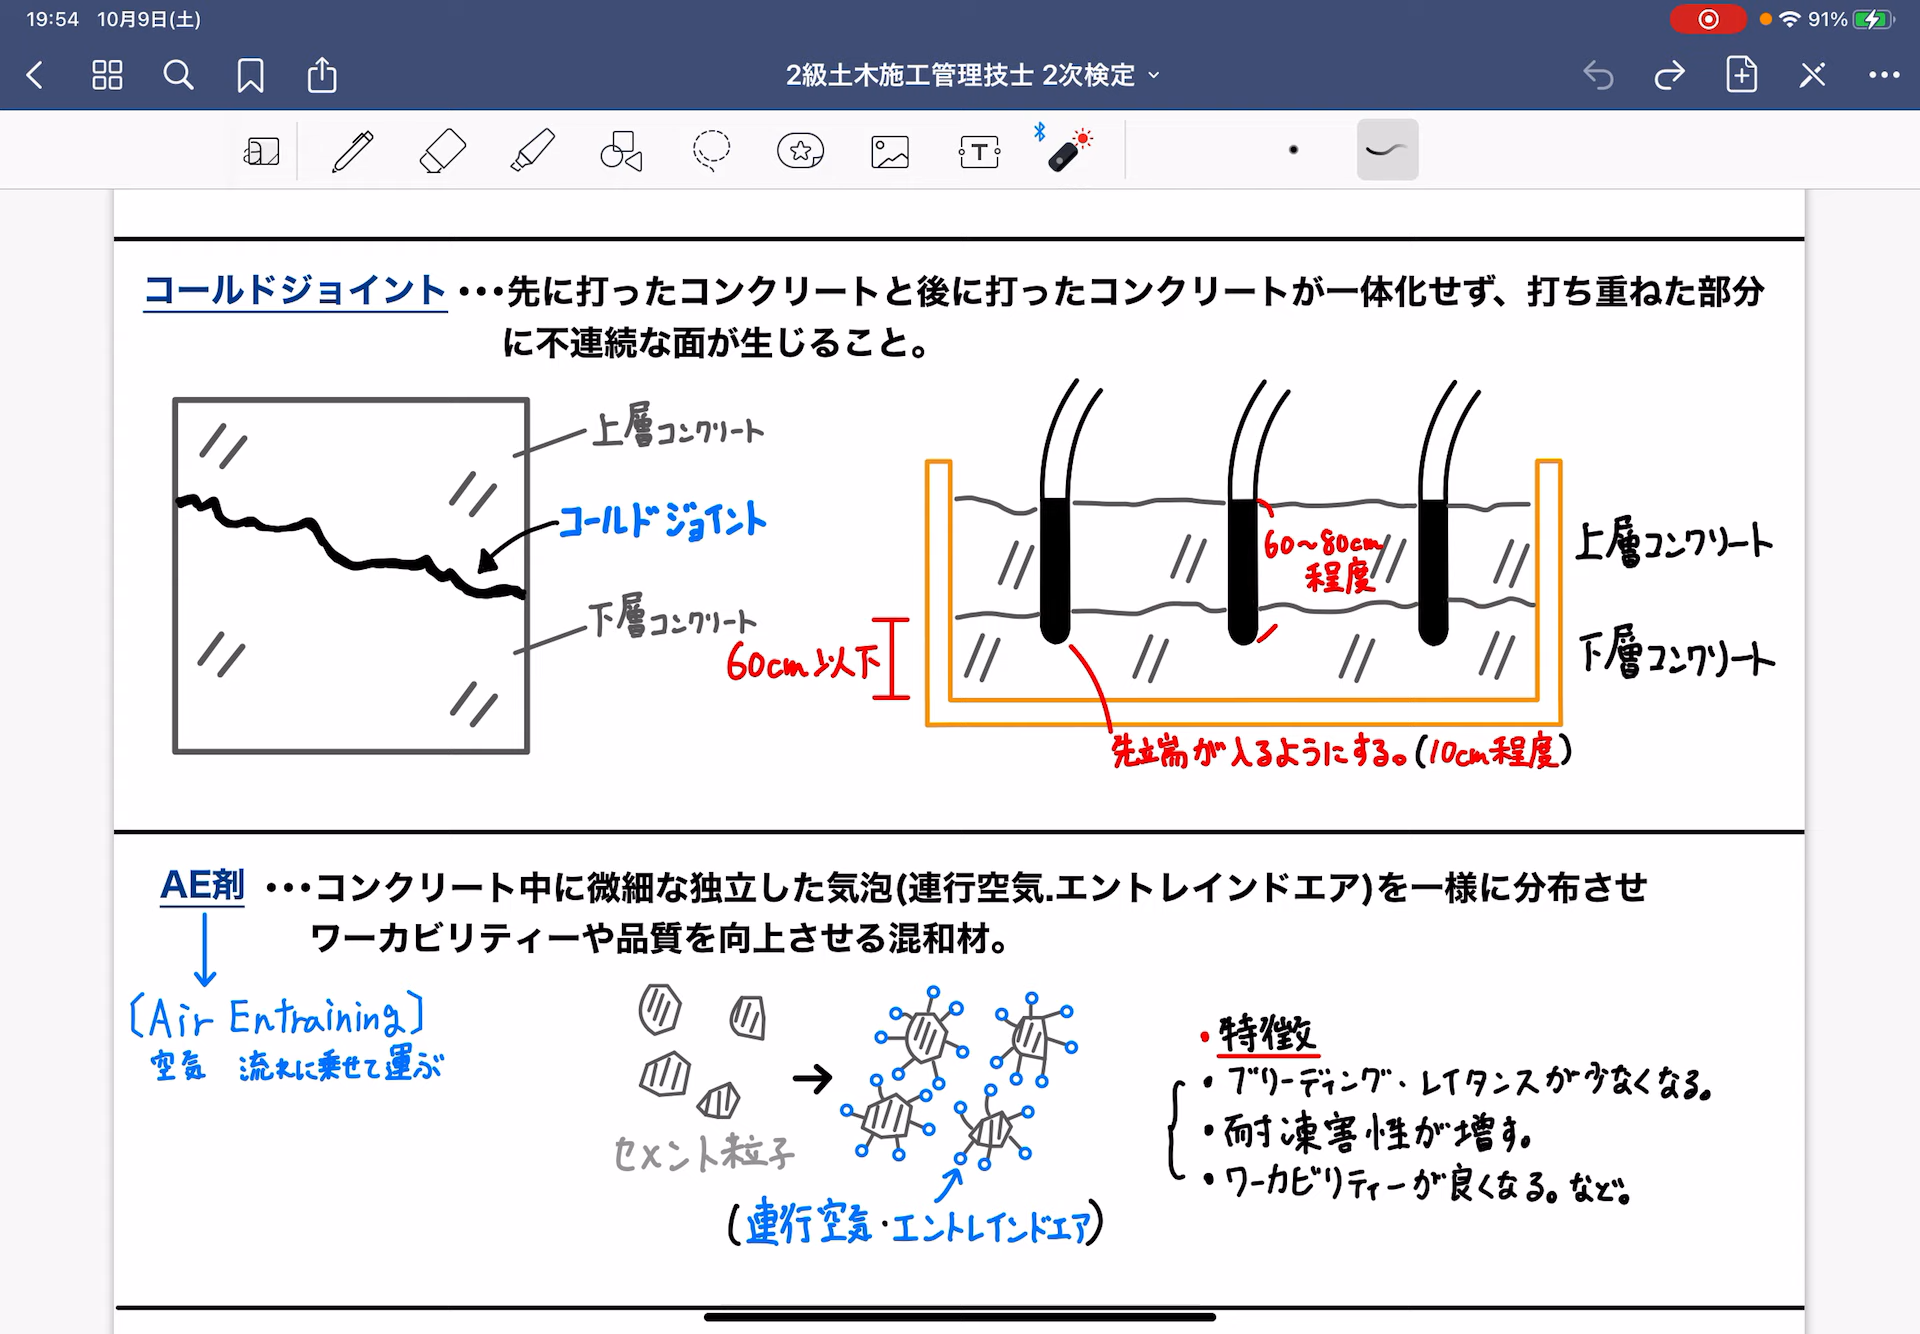 19:54 10月9日(土)
91%
2級土木施工管理技士 2次検定
コールドジョイント ・・・先に打ったコンクリートと後に打ったコンクリートが一体化せず、打ち重ねた部分
に不連続な面が生じること。
上層コンクリート
コールドジョイント
下層コンクリート
60〜80cm
程度
上層コンクリート
60cm以下
下層コンクリート
先端が入るようにする。(10cm程度)
AE剤 ・・・コンクリート中に微細な独立した気泡(連行空気.エントレインドエア)を一様に分布させ
ワーカビリティーや品質を向上させる混和材。
〔Air Entraining〕
空気 流れに乗せて運ぶ
セメント粒子
(連行空気・エントレインドエア)
・特徴
・ブリーディング・レイタンスが少なくなる。
・耐凍害性が増す。
・ワーカビリティーが良くなる。など。